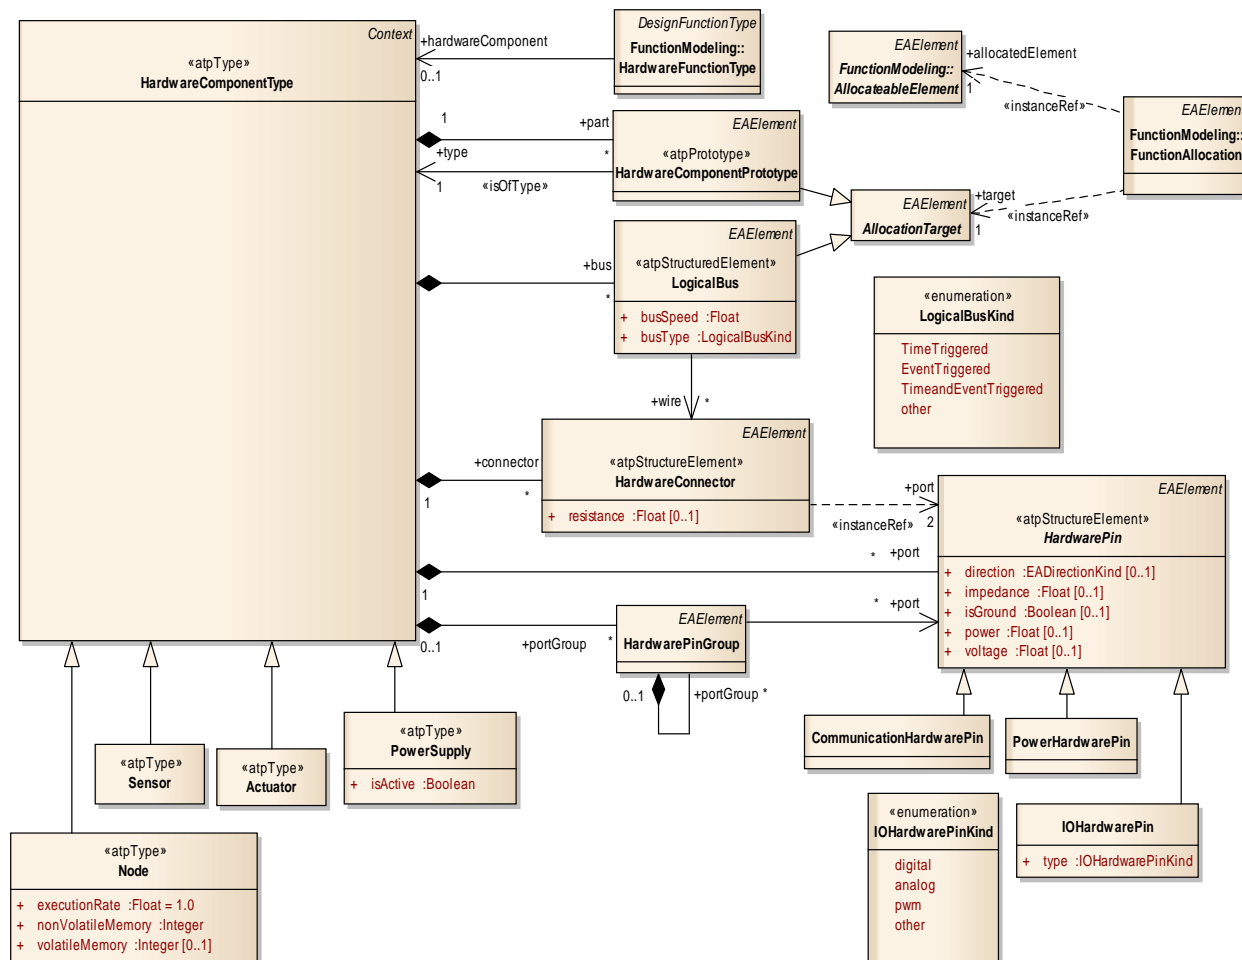 Context
«atpType»
HardwareComponentType
+hardwareComponent
0..1
DesignFunctionType
FunctionModeling::
HardwareFunctionType
EAElement
FunctionModeling::
AllocateableElement
+allocatedElement
1
«instanceRef»
EAElement
FunctionModeling::
FunctionAllocation
1
+part
*
+type
1
«isOfType»
EAElement
«atpPrototype»
HardwareComponentPrototype
EAElement
AllocationTarget
+target
1
«instanceRef»
+bus
*
EAElement
«atpStructuredElement»
LogicalBus
+ busSpeed :Float
+ busType :LogicalBusKind
«enumeration»
LogicalBusKind
TimeTriggered
EventTriggered
TimeandEventTriggered
other
+wire
*
+connector
*
1
EAElement
«atpStructureElement»
HardwareConnector
+ resistance :Float [0..1]
+port
2
«instanceRef»
EAElement
«atpStructureElement»
HardwarePin
+ direction :EADirectionKind [0..1]
+ impedance :Float [0..1]
+ isGround :Boolean [0..1]
+ power :Float [0..1]
+ voltage :Float [0..1]
* +port
1
* +port
0..1
+portGroup
*
EAElement
HardwarePinGroup
0..1
+portGroup *
«atpType»
Sensor
«atpType»
Actuator
«atpType»
PowerSupply
+ isActive :Boolean
CommunicationHardwarePin
PowerHardwarePin
«atpType»
Node
+ executionRate :Float = 1.0
+ nonVolatileMemory :Integer
+ volatileMemory :Integer [0..1]
«enumeration»
IOHardwarePinKind
digital
analog
pwm
other
IOHardwarePin
+ type :IOHardwarePinKind